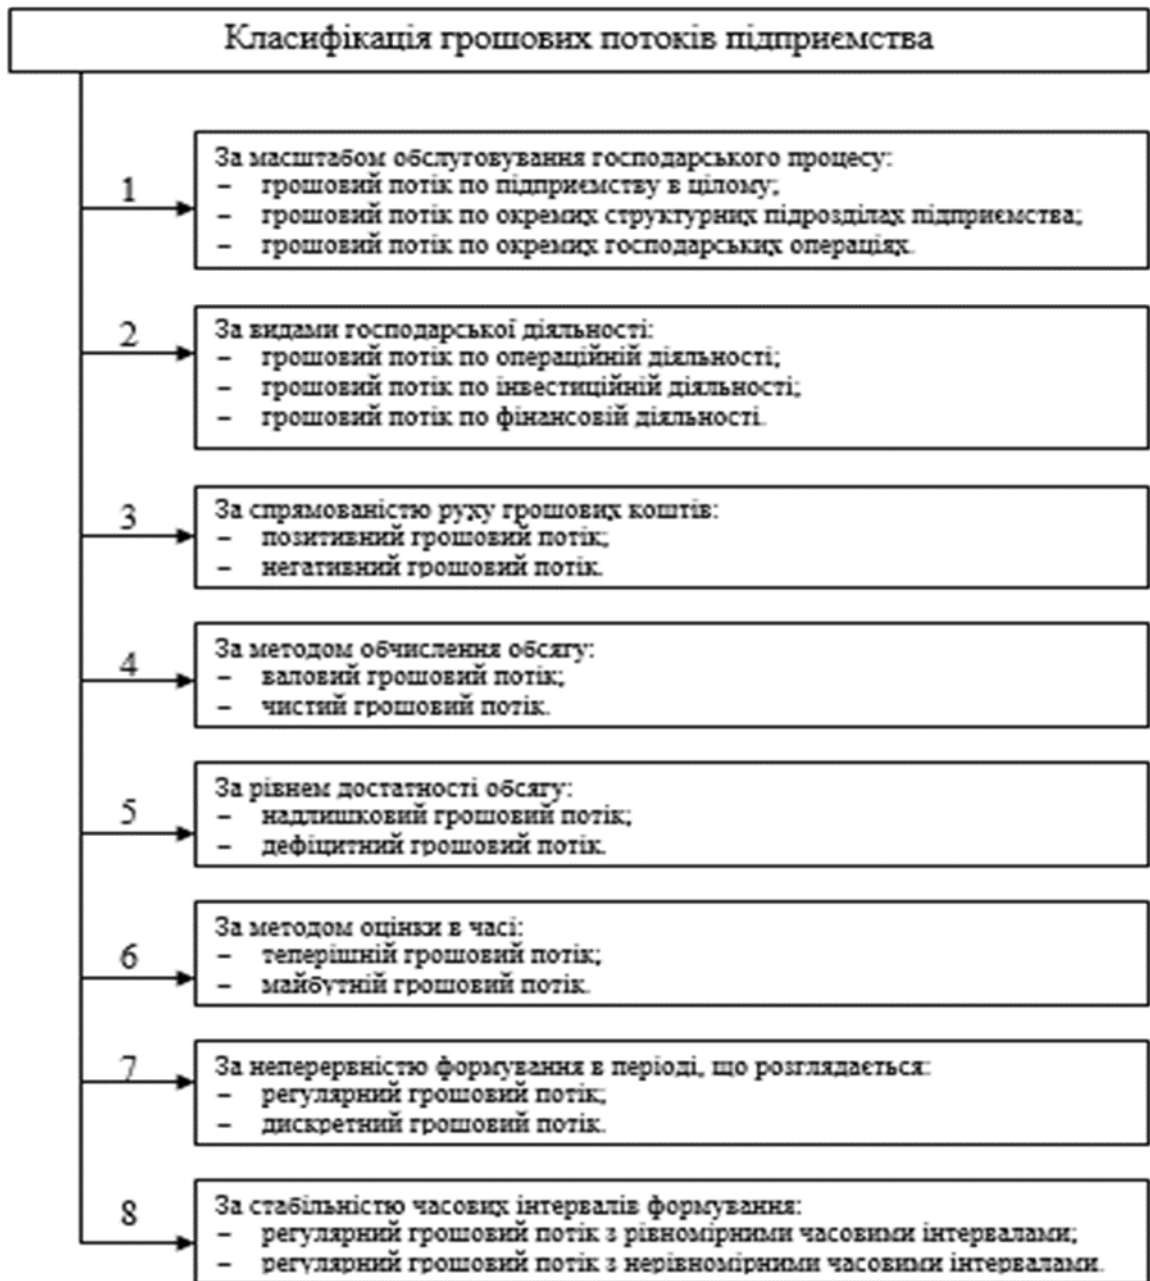 Класифікація грошових потоків підприємства
1
За масштабом обслуговування господарського процесу:
– грошовий потік по підприємству в цілому;
– грошовий потік по окремих структурних підрозділах підприємства;
– грошовий потік по окремих господарських операціях.
2
За видами господарської діяльності:
– грошовий потік по операційній діяльності;
– грошовий потік по інвестиційній діяльності;
– грошовий потік по фінансовій діяльності.
3
За спрямованістю руху грошових коштів:
– позитивний грошовий потік;
– негативний грошовий потік.
4
За методом обчислення обсягу:
– валовий грошовий потік;
– чистий грошовий потік.
5
За рівнем достатності обсягу:
– надлишковий грошовий потік;
– дефіцитний грошовий потік.
6
За методом оцінки в часі:
– теперішній грошовий потік;
– майбутній грошовий потік.
7
За неперервністю формування в періоді, що розглядається:
– регулярний грошовий потік;
– дискретний грошовий потік.
8
За стабільністю часових інтервалів формування:
– регулярний грошовий потік з рівномірними часовими інтервалами;
– регулярний грошовий потік з нерівномірними часовими інтервалами.